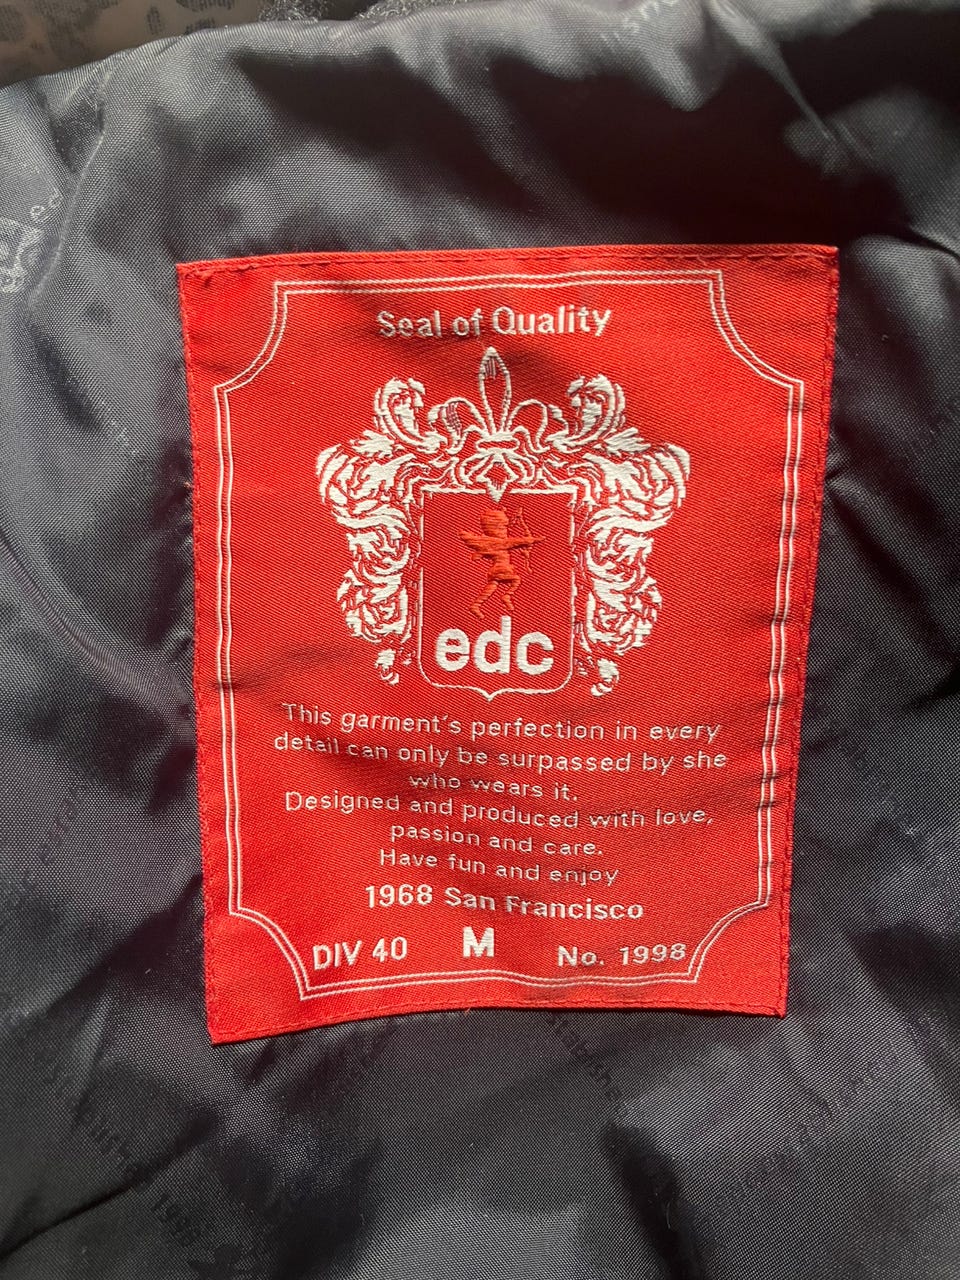 Seal of Quality
edc
This garment's perfection in every
detail can only be surpassed by she
who wears it.
Designed and produced with love,
passion and care.
Have fun and enjoy
1968 San Francisco
DIV 40 M No. 1998